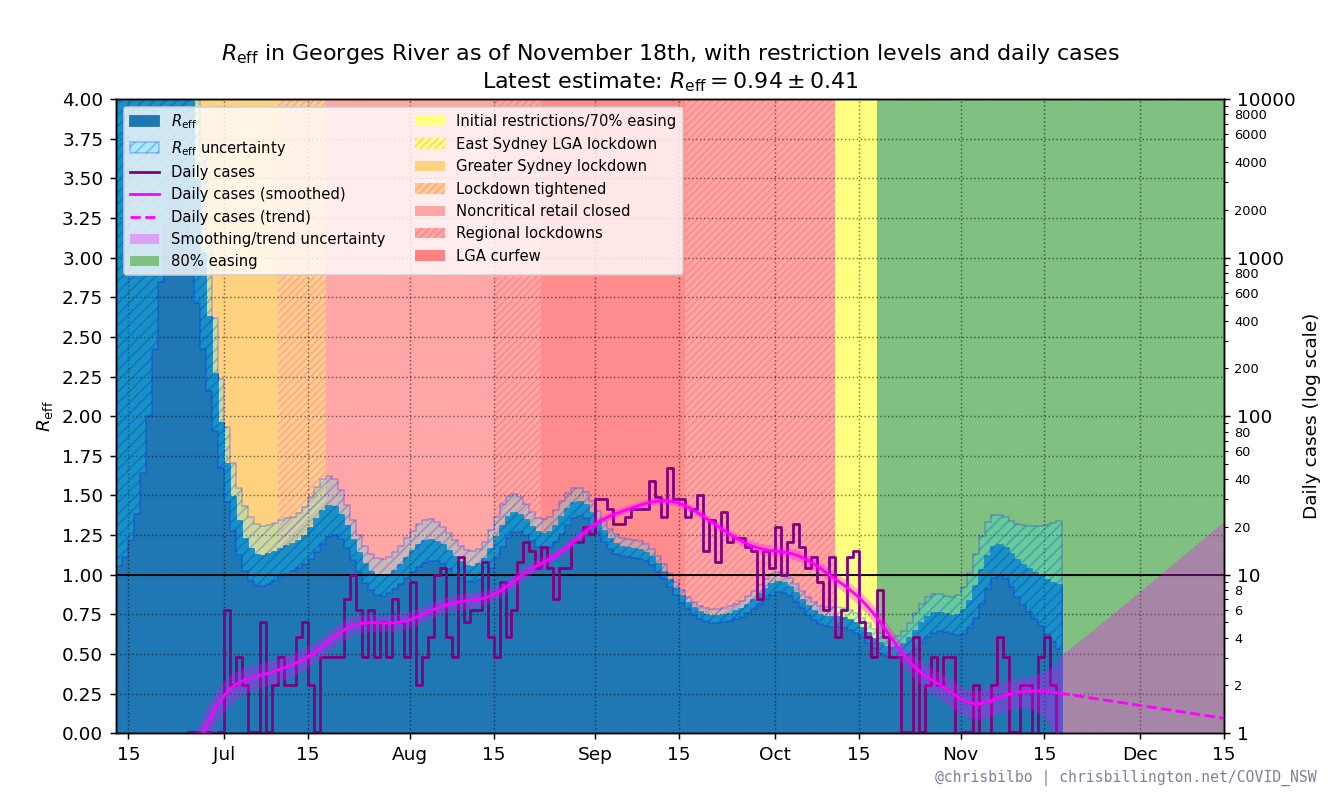 Reff in Georges River as of November 18th, with restriction levels and daily cases
Latest estimate: Reff = 0.94 ± 0.41
Reff
Reff uncertainty
Daily cases
Daily cases (smoothed)
Daily cases (trend)
Smoothing/trend uncertainty
80% easing
Initial restrictions/70% easing
East Sydney LGA lockdown
Greater Sydney lockdown
Lockdown tightened
Noncritical retail closed
Regional lockdowns
LGA curfew
Reff
4.00
3.75
3.50
3.25
3.00
2.75
2.50
2.25
2.00
1.75
1.50
1.25
1.00
0.75
0.50
0.25
0.00
10000
8000
6000
4000
2000
1000
800
600
400
200
100
80
60
40
20
10
8
6
4
2
1
Daily cases (log scale)
15 Jul 15 Aug 15 Sep 15 Oct 15 Nov 15 Dec 15
@chrisbilbo | chrisbillington.net/COVID_NSW